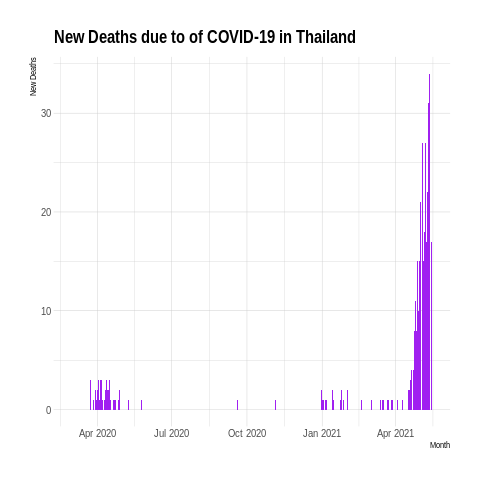 New Deaths due to of COVID-19 in Thailand
New Deaths
30
20
10
0
Apr 2020 Jul 2020 Oct 2020 Jan 2021 Apr 2021
Month